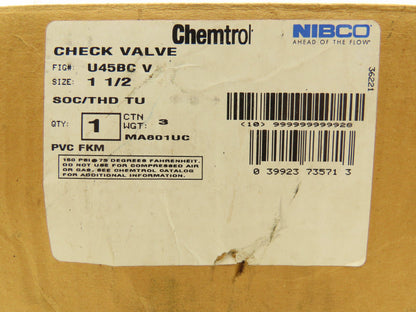 Chemtrol NIBCO
AHEAD OF THE FLOW
CHECK VALVE
FIG#: U45BC V
SIZE: 1 1/2
36221
SOC/THD TU
QTY: 1 CTN WGT: 3
MA601UC
(10) 999999999928
PVC FKM
150 PSI @ 73 DEGREES FAHRENHEIT.
DO NOT USE FOR COMPRESSED AIR
OR GAS, SEE CHEMTROL CATALOG
FOR ADDITIONAL INFORMATION.
0 39923 73571 3